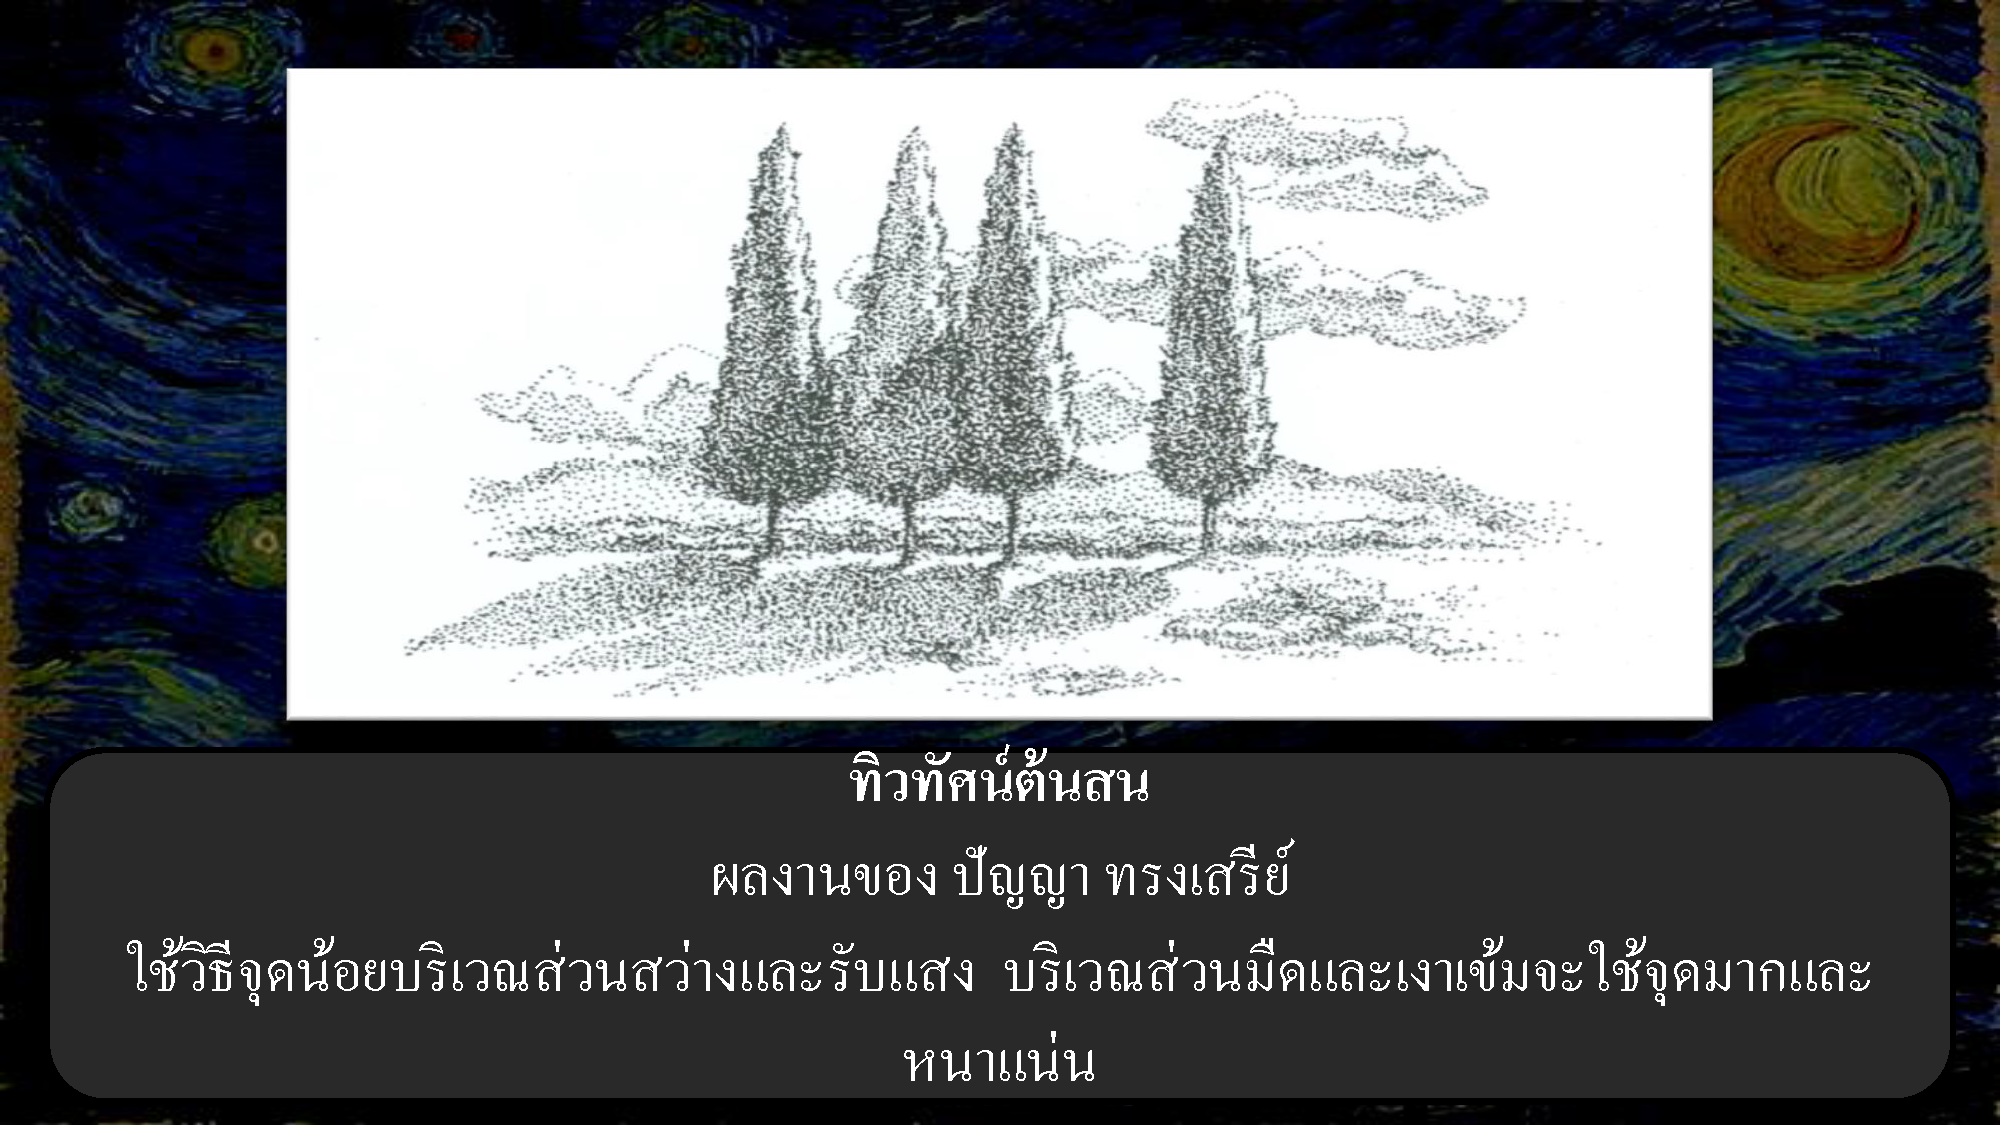 ทิวทัศน์ต้นสน
ผลงานของ ปัญญา ทรงเสรีย์
ใช้วิธีจุดน้อยบริเวณส่วนสว่างและรับแสง บริเวณส่วนมืดและเงาเข้มจะใช้จุดมากและ
หนาแน่น